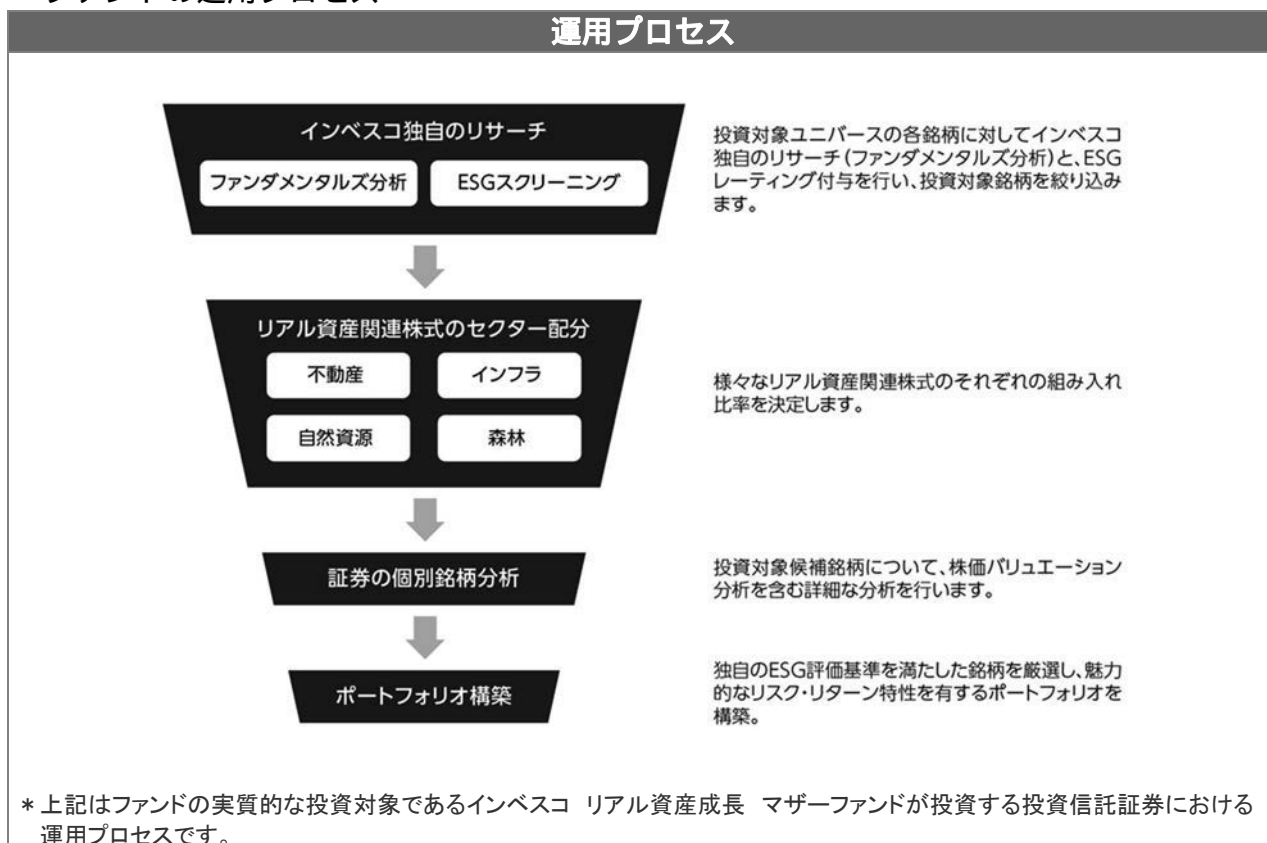 ファンドの運用プロセス
運用プロセス
インベスコ独自のリサーチ
ファンダメンタルズ分析
ESGスクリーニング
投資対象ユニバースの各銘柄に対してインベスコ
独自のリサーチ(ファンダメンタルズ分析)と、ESG
レーティング付与を行い、投資対象銘柄を絞り込み
ます。
リアル資産関連株式のセクター配分
不動産
インフラ
自然資源
森林
様々なリアル資産関連株式のそれぞれの組み入れ
比率を決定します。
証券の個別銘柄分析
投資対象候補銘柄について、株価バリュエーション
分析を含む詳細な分析を行います。
ポートフォリオ構築
独自のESG評価基準を満たした銘柄を厳選し、魅力
的なリスク・リターン特性を有するポートフォリオを
構築。
* 上記はファンドの実質的な投資対象であるインベスコ リアル資産成長 マザーファンドが投資する投資信託証券における
運用プロセスです。